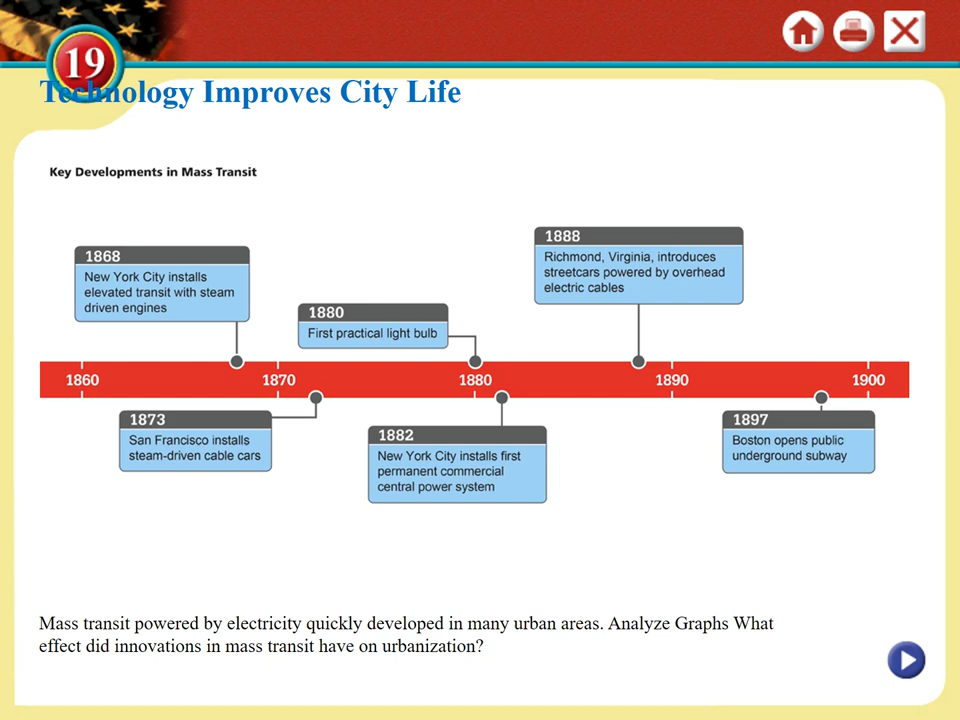 19
Technology Improves City Life
Key Developments in Mass Transit
1868
New York City installs
elevated transit with steam
driven engines
1880
First practical light bulb
1888
Richmond, Virginia, introduces
streetcars powered by overhead
electric cables
1860
1870
1880
1890
1900
1873
San Francisco installs
steam-driven cable cars
1882
New York City installs first
permanent commercial
central power system
1897
Boston opens public
underground subway
Mass transit powered by electricity quickly developed in many urban areas. Analyze Graphs What
effect did innovations in mass transit have on urbanization?